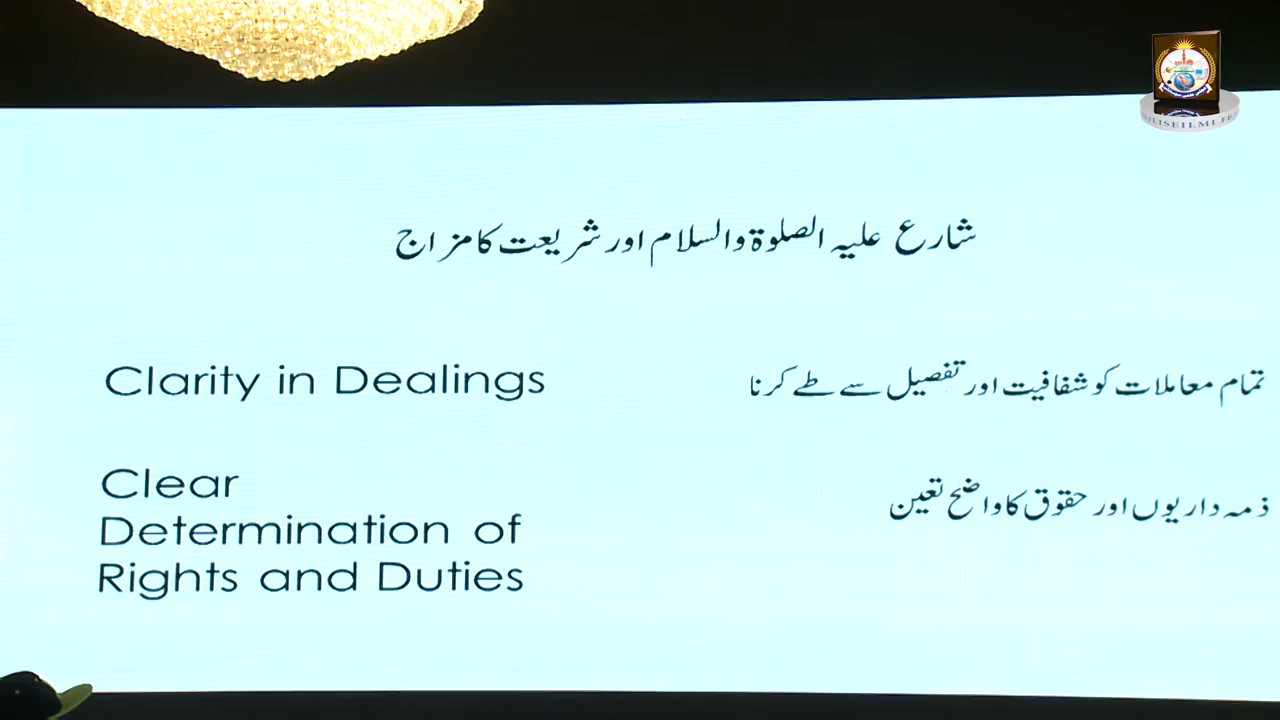 شارع علیہ الصلوۃ والسلام اور شریعت کا مزاج
Clarity in Dealings
تمام معاملات کو شفافیت اور تفصیل سے طے کرنا
Clear
Determination of
Rights and Duties
ذمہ داریوں اور حقوق کا واضح تعین